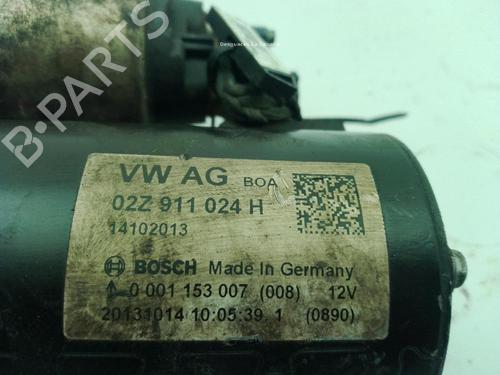 B-PARTS
VW AG BOA
02Z 911 024 H
14102013
BOSCH Made in Germany
0 001 153 007 (008) 12V
20131014 10:05:39 1 (0890)